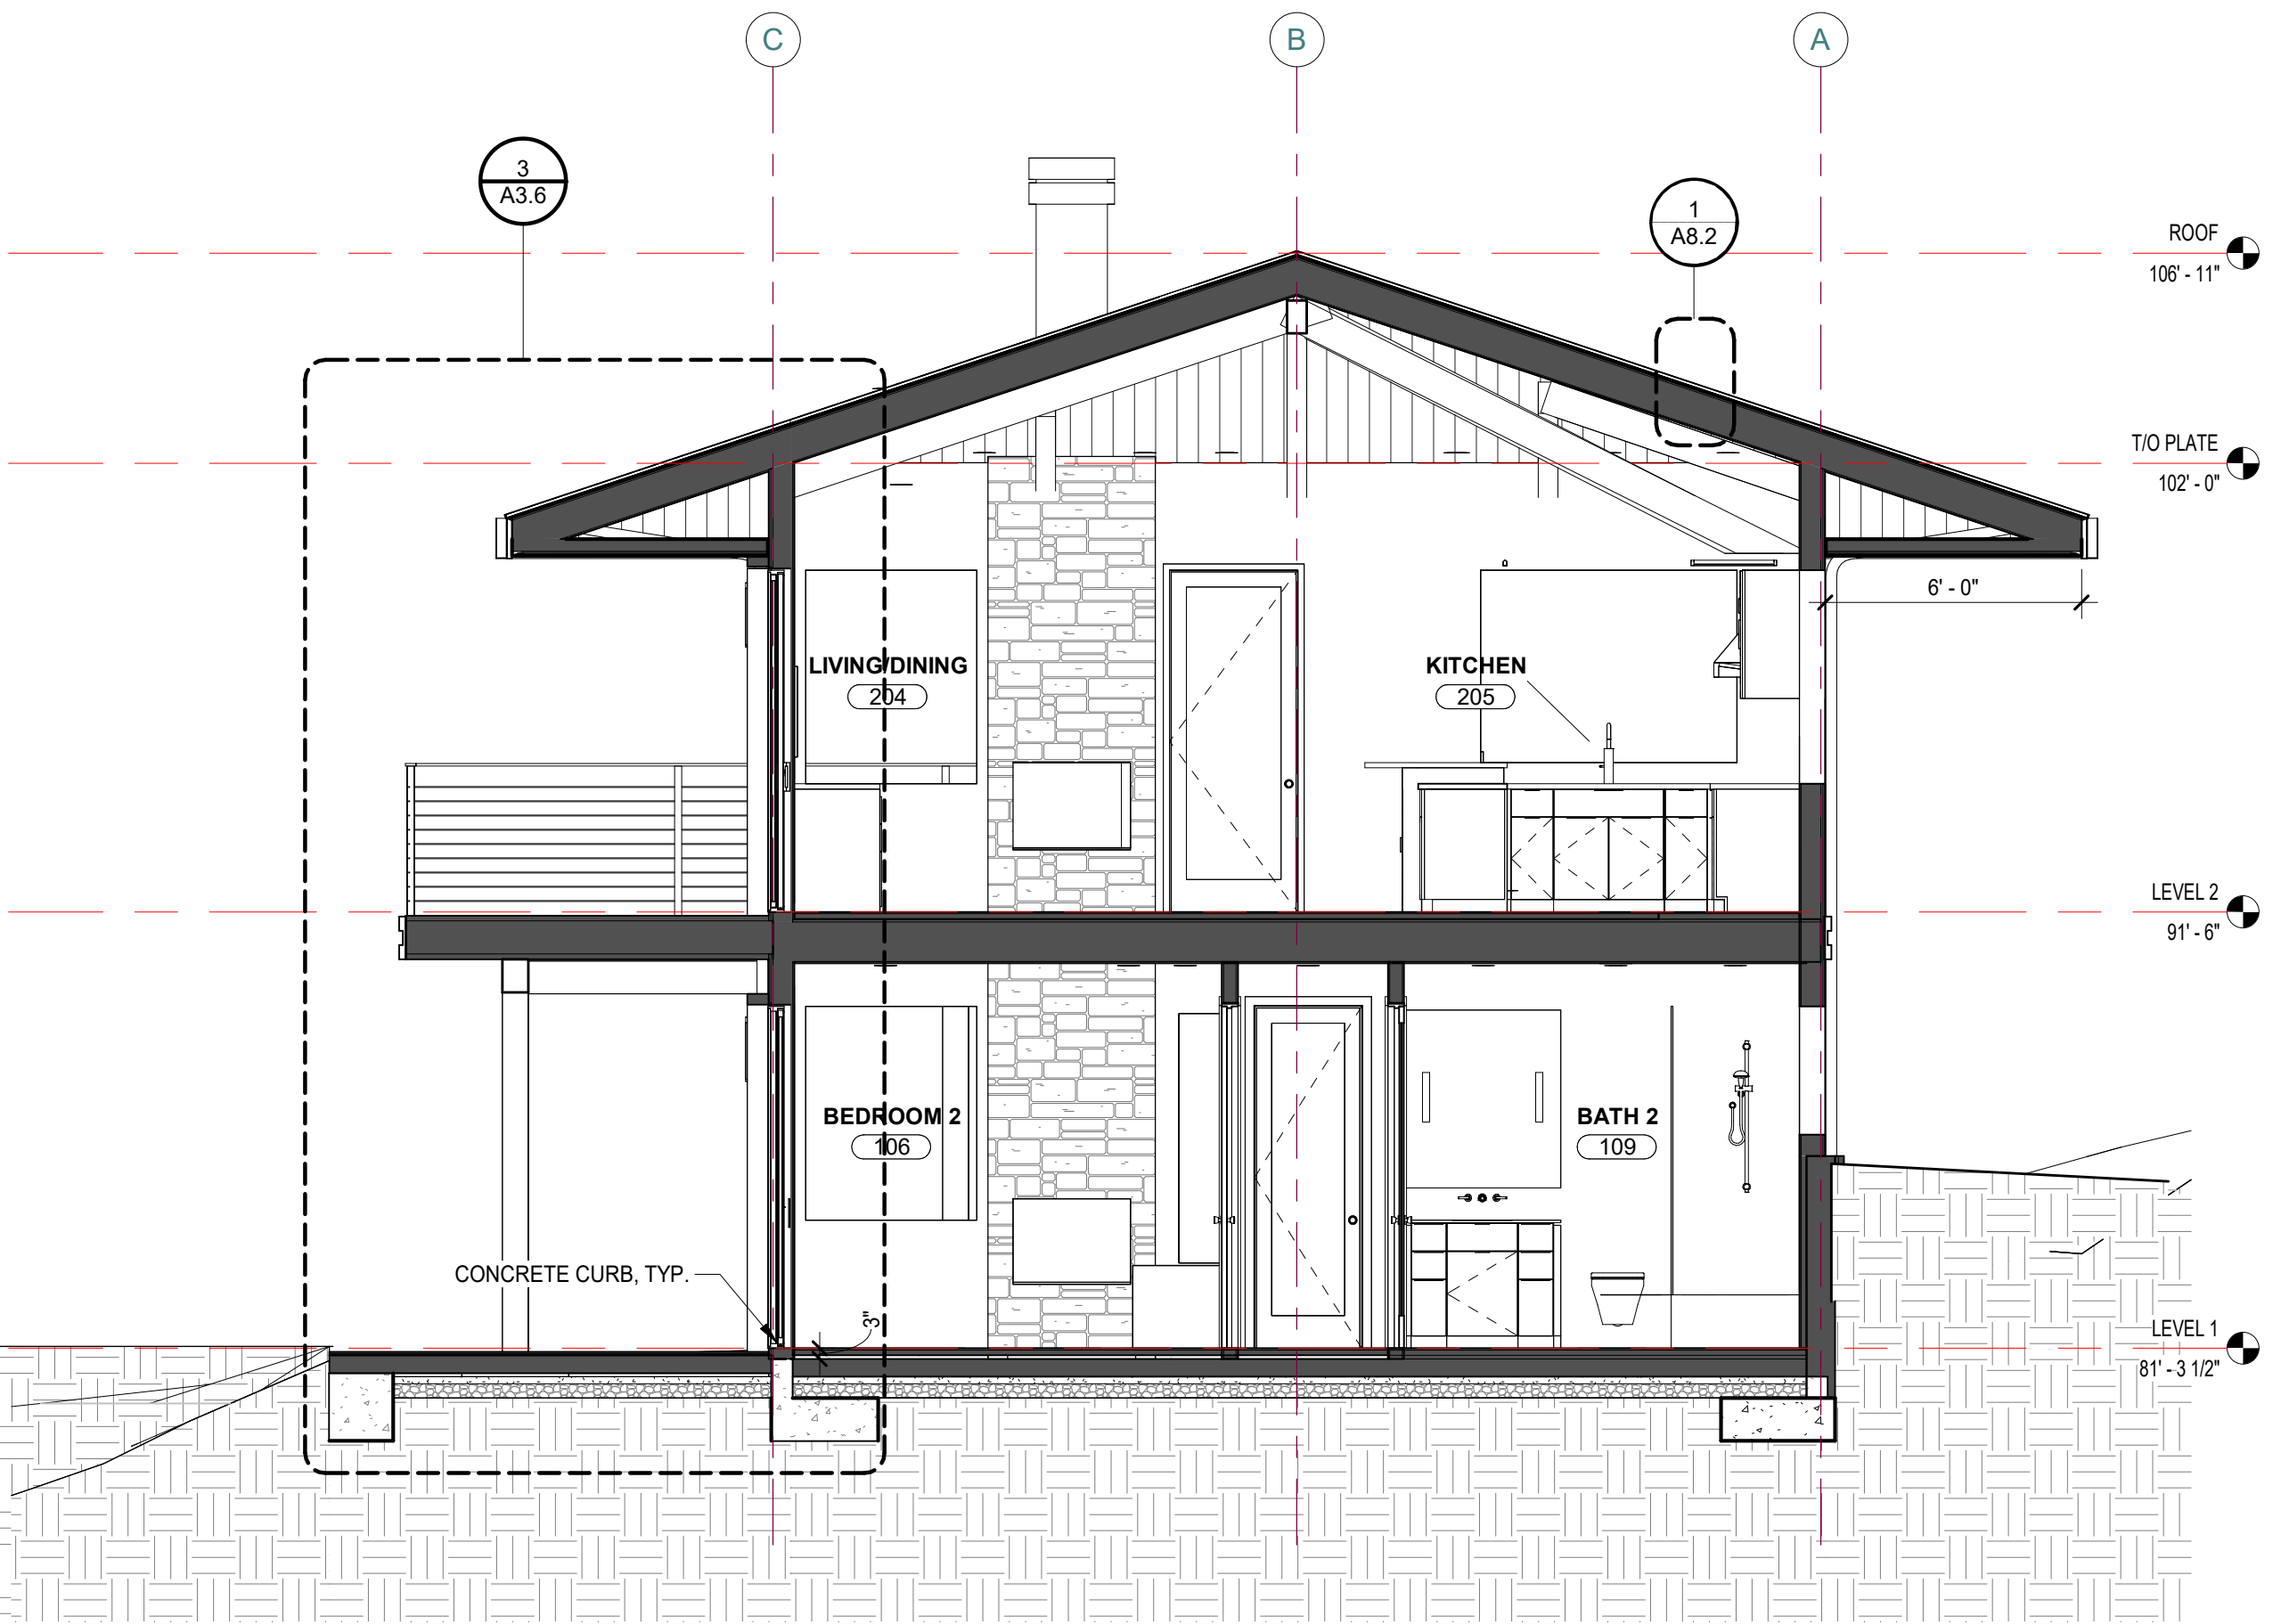 C
B
A
3
A3.6
1
A8.2
ROOF
106' - 11"
T/O PLATE
102' - 0"
6' - 0"
LIVING/DINING
204
KITCHEN
205
LEVEL 2
91' - 6"
BEDROOM 2
106
BATH 2
109
CONCRETE CURB, TYP.
3"
LEVEL 1
81' - 3 1/2"